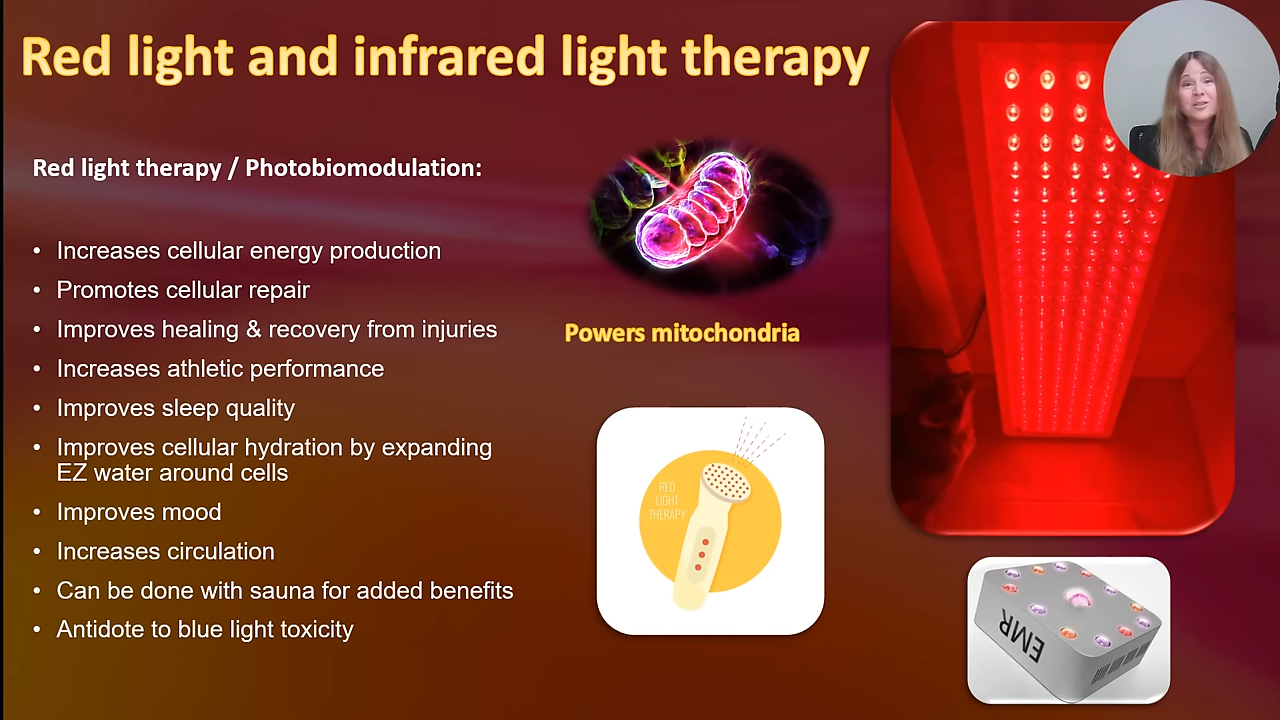 Red light and infrared light therapy
Red light therapy / Photobiomodulation:
• Increases cellular energy production
• Promotes cellular repair
• Improves healing & recovery from injuries
• Increases athletic performance
• Improves sleep quality
• Improves cellular hydration by expanding
EZ water around cells
• Improves mood
• Increases circulation
• Can be done with sauna for added benefits
• Antidote to blue light toxicity
Powers mitochondria
RED
LIGHT
THERAPY
EMR